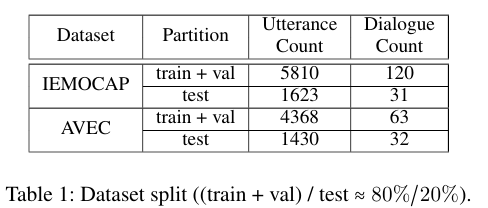 Dataset Partition Utterance Count Dialogue Count
IEMOCAP train + val 5810 120
test 1623 31
AVEC train + val 4368 63
test 1430 32
Table 1: Dataset split ((train + val) / test ≈ 80%/20%).